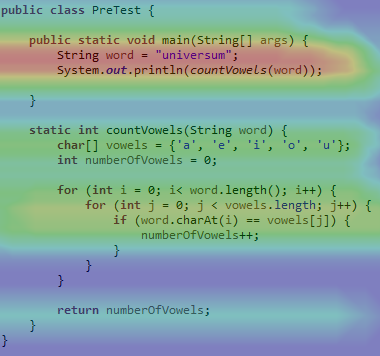 public class PreTest {
public static void main(String[] args) {
String word = "universum";
System.out.println(countVowels(word));
}
static int countVowels(String word) {
char[] vowels = {'a', 'e', 'i', 'o', 'u'};
int numberOfVowels = 0;
for (int i = 0; i< word.length(); i++) {
for (int j = 0; j < vowels.length; j++) {
if (word.charAt(i) == vowels[j]) {
numberOfVowels++;
}
}
}
return numberOfVowels;
}
}